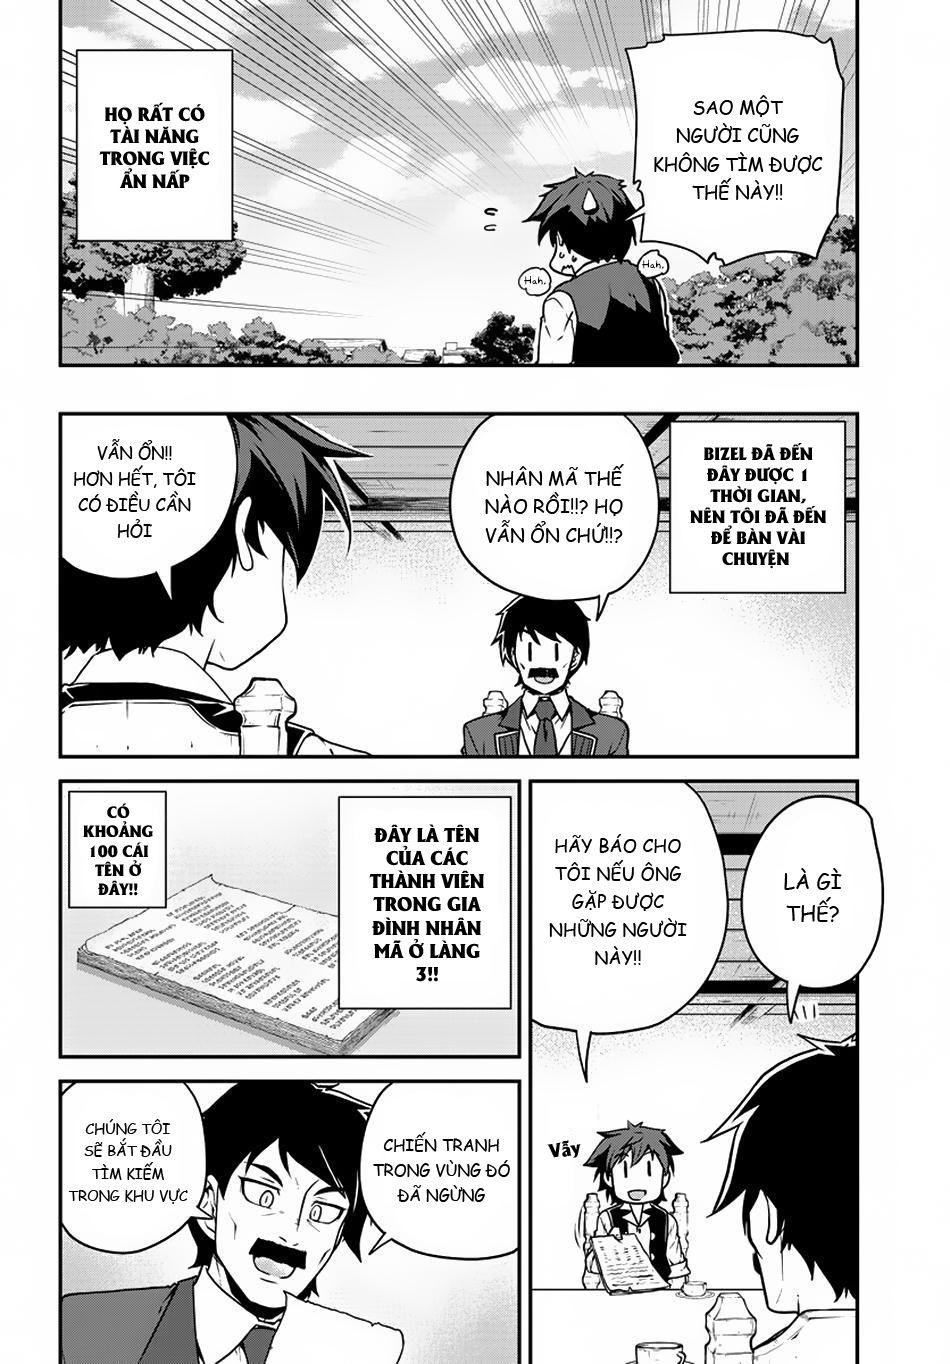 SAO MỘT
NGƯỜI CŨNG
KHÔNG TÌM ĐƯỢC
THẾ NÀY!!
Hah.
Hah.
HỌ RẤT CÓ
TÀI NĂNG
TRONG VIỆC
ẨN NẤP
BIZEL ĐÃ ĐẾN
ĐÂY ĐƯỢC 1
THỜI GIAN,
NÊN TÔI ĐÃ ĐẾN
ĐỂ BÀN VÀI
CHUYỆN
NHÂN MÃ THẾ
NÀO RỒI!!? HỌ
VẪN ỔN CHỨ!!?
VẪN ỔN!!
HƠN HẾT, TÔI
CÓ ĐIỀU CẦN
HỎI
LÀ GÌ
THẾ?
HÃY BÁO CHO
TÔI NẾU ÔNG
GẶP ĐƯỢC
NHỮNG NGƯỜI
NÀY!!
Vẫy
ĐÂY LÀ TÊN
CỦA CÁC
THÀNH VIÊN
TRONG GIA
ĐÌNH NHÂN
MÃ Ở LÀNG
3!!
CÓ
KHOẢNG
100 CÁI
TÊN Ở
ĐÂY!!
CHIẾN TRANH
TRONG VÙNG ĐÓ
ĐÃ NGỪNG
CHÚNG TÔI
SẼ BẮT ĐẦU
TÌM KIẾM
TRONG KHU VỰC